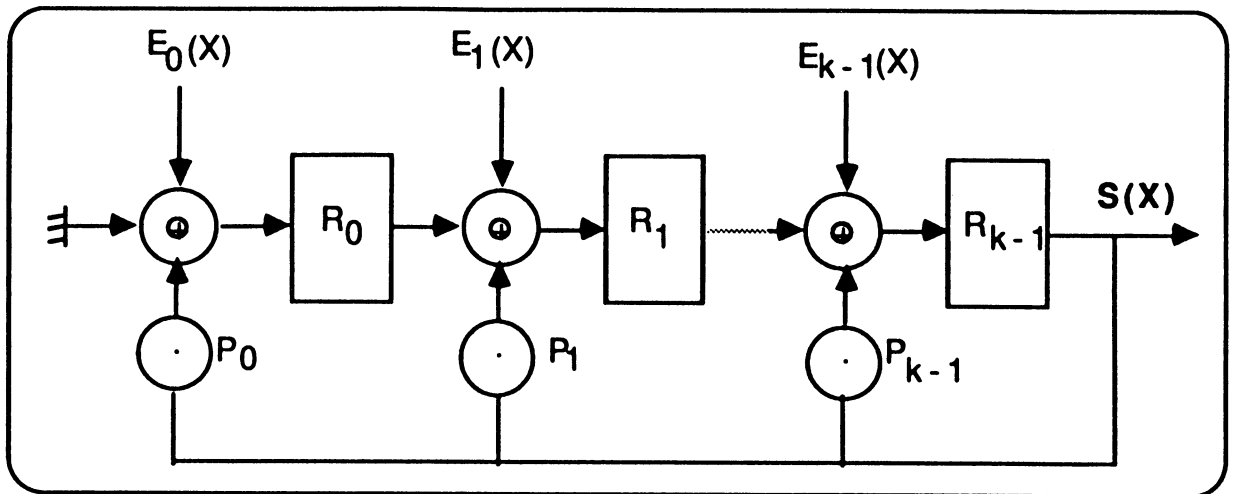 E₀(X) E₁(X) Eₖ₋₁(X)
S(X)
R₀ R₁ Rₖ₋₁
P₀ P₁ Pₖ₋₁